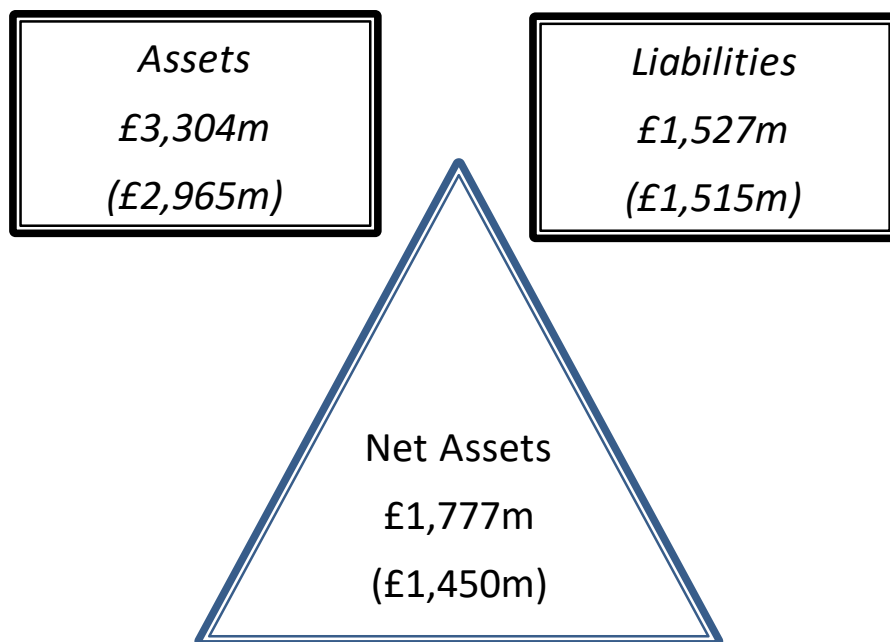 Assets
£3,304m
(£2,965m)
Liabilities
£1,527m
(£1,515m)
Net Assets
£1,777m
(£1,450m)